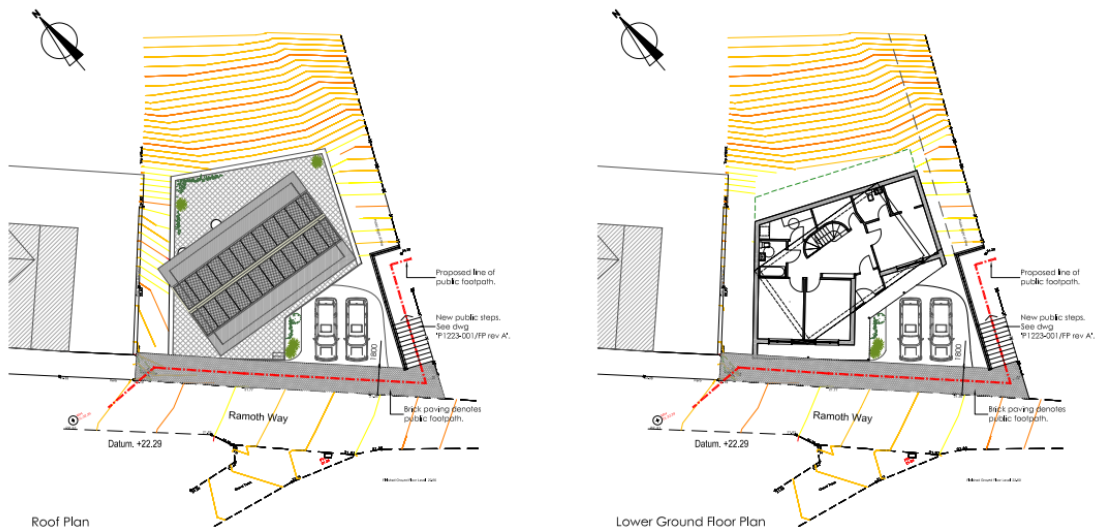 N
Proposed line of
public footpath.
New public steps.
See dwg
"P1223-001/FP rev A".
1800
Brick paving denotes
public footpath.
Ramoth Way
Datum. +22.29
Roof Plan
N
Proposed line of
public footpath.
New public steps.
See dwg
"P1223-001/FP rev A".
1800
Brick paving denotes
public footpath.
Ramoth Way
Datum. +22.29
Lower Ground Floor Plan